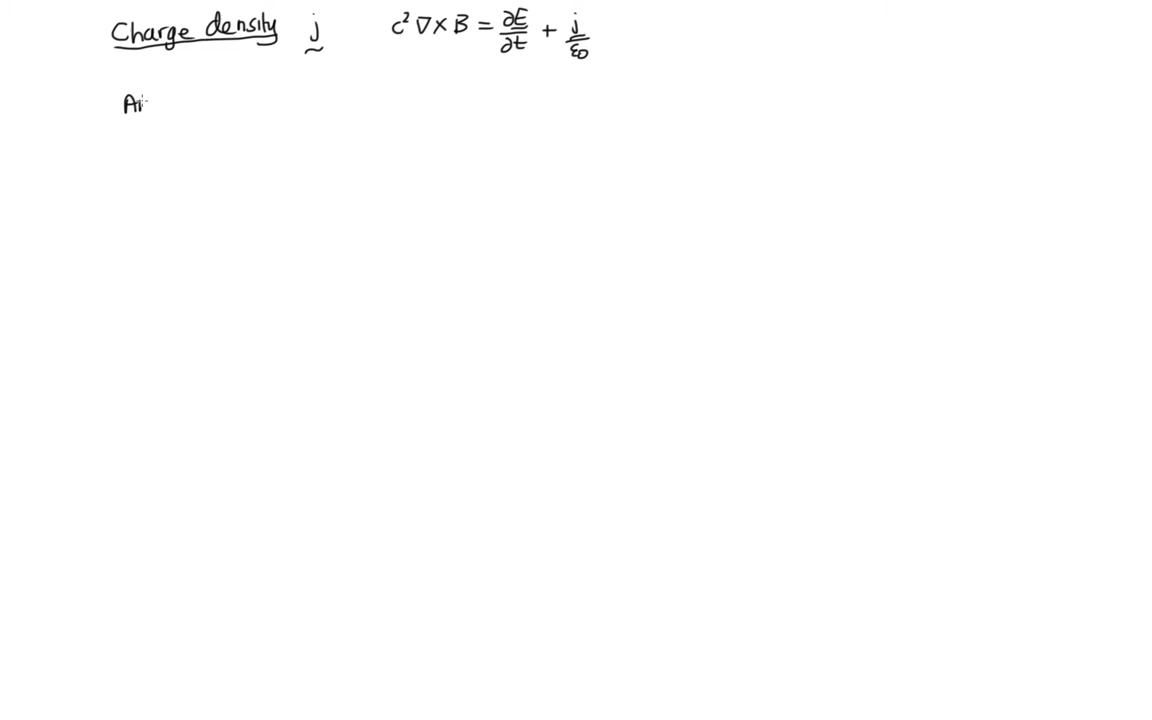 Charge density j c² ∇×B = ∂E/∂t + j/ε0